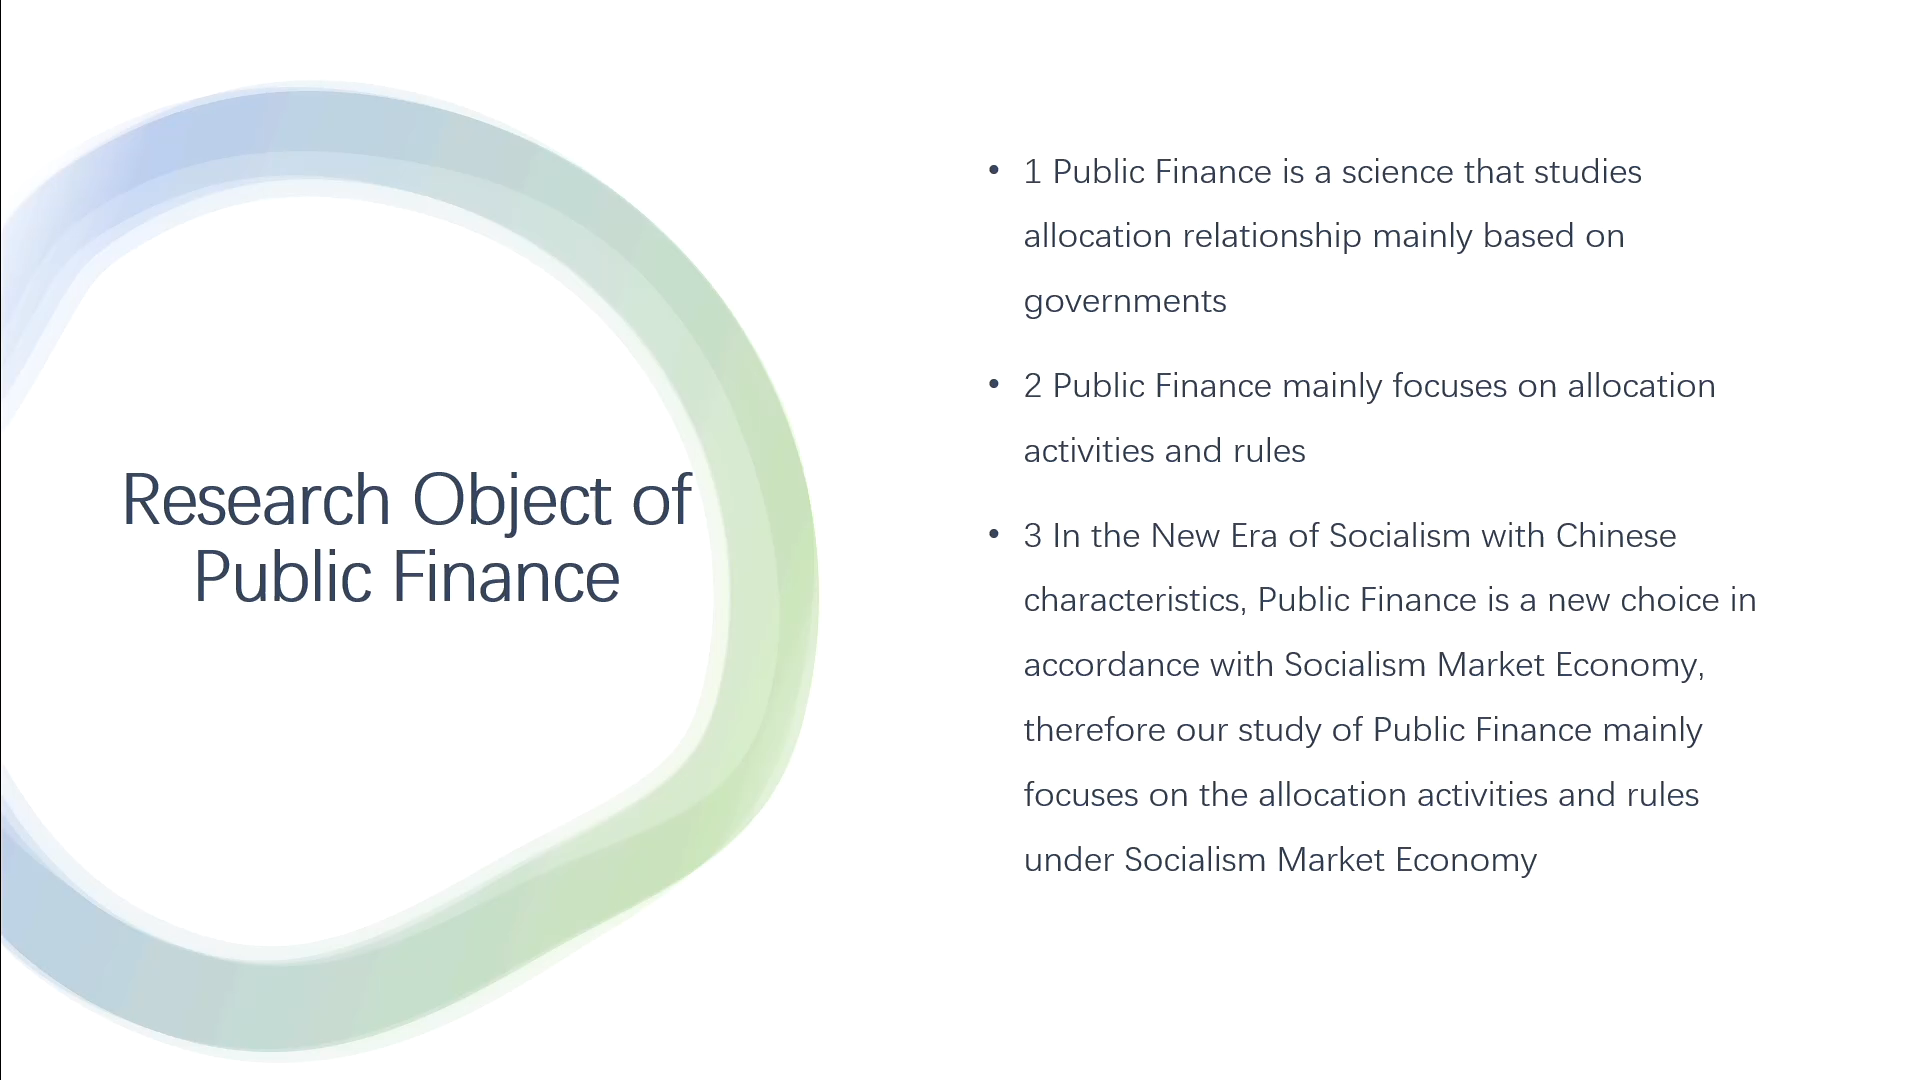 Research Object of
Public Finance
• 1 Public Finance is a science that studies
allocation relationship mainly based on
governments
• 2 Public Finance mainly focuses on allocation
activities and rules
• 3 In the New Era of Socialism with Chinese
characteristics, Public Finance is a new choice in
accordance with Socialism Market Economy,
therefore our study of Public Finance mainly
focuses on the allocation activities and rules
under Socialism Market Economy